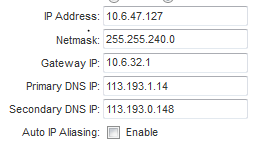 IP Address: 10.6.47.127
Netmask: 255.255.240.0
Gateway IP: 10.6.32.1
Primary DNS IP: 113.193.1.14
Secondary DNS IP: 113.193.0.148
Auto IP Aliasing: Enable